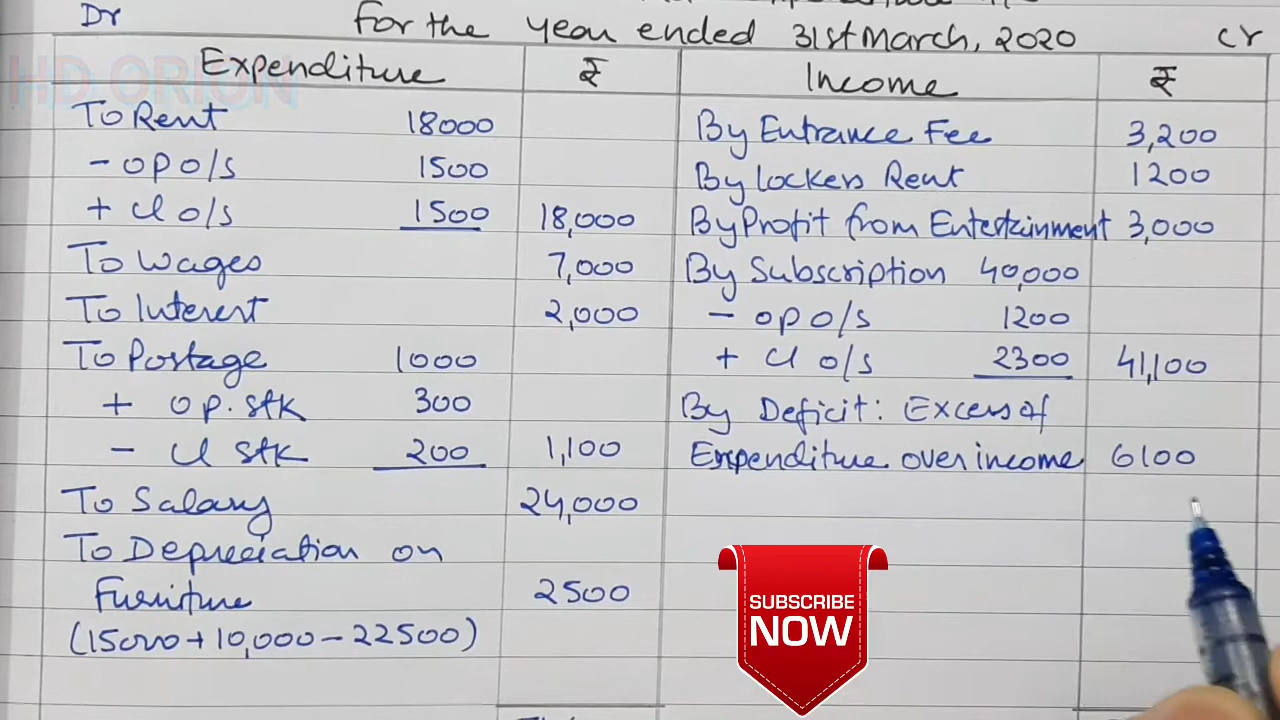 Dr
For the year ended 31st March, 2020 Cr
Expenditure ₹ Income ₹
HD ORION
To Rent 18000 By Entrance Fee 3,200
- op o/s 1500 By Lockers Rent 1200
+ Cl o/s 1500 18,000 By Profit from Entertainment 3,000
To Wages 7,000 By Subscription 40,000
To Interest 2,000 - op o/s 1200
To Postage 1000 + Cl o/s 2300 41,100
+ op. stk 300 By Deficit: Excess of
- Cl stk 200 1,100 Expenditure over income 6100
To Salary 24,000
To Depreciation on
Furniture 2500
(15000+10,000-22500)
SUBSCRIBE
NOW